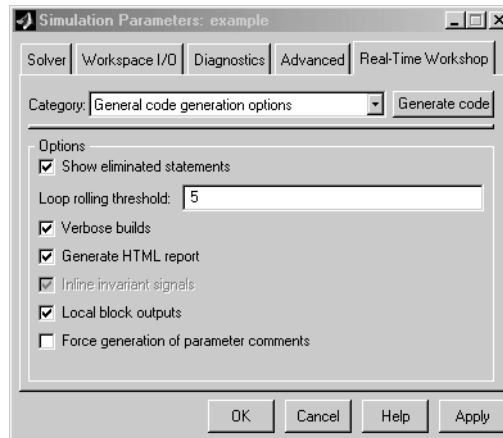 Simulation Parameters: example
Solver Workspace I/O Diagnostics Advanced Real-Time Workshop
Category: General code generation options Generate code
Options
Show eliminated statements
Loop rolling threshold: 5
Verbose builds
Generate HTML report
Inline invariant signals
Local block outputs
Force generation of parameter comments
OK Cancel Help Apply